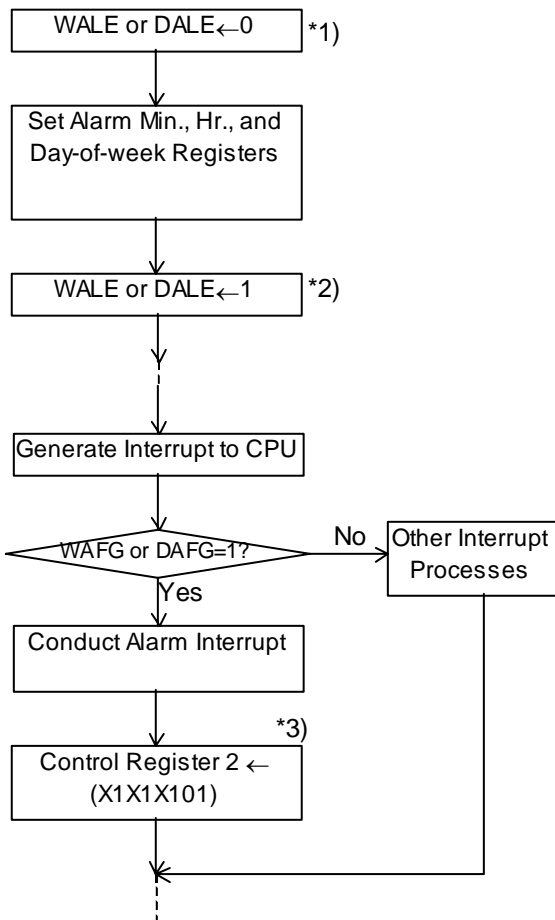 WALE or DALE←0
*1)
Set Alarm Min., Hr., and
Day-of-week Registers
WALE or DALE←1
*2)
Generate Interrupt to CPU
WAFG or DAFG=1?
No
Other Interrupt
Processes
Yes
Conduct Alarm Interrupt
*3)
Control Register 2 ←
(X1X1X101)